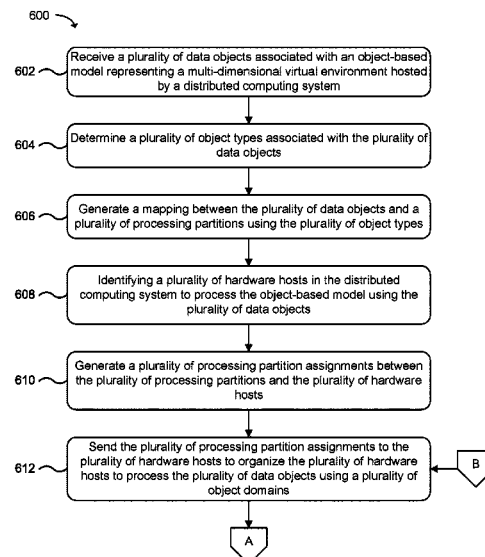 600
602
Receive a plurality of data objects associated with an object-based
model representing a multi-dimensional virtual environment hosted
by a distributed computing system
604
Determine a plurality of object types associated with the plurality of
data objects
606
Generate a mapping between the plurality of data objects and a
plurality of processing partitions using the plurality of object types
608
Identifying a plurality of hardware hosts in the distributed
computing system to process the object-based model using the
plurality of data objects
610
Generate a plurality of processing partition assignments between
the plurality of processing partitions and the plurality of hardware
hosts
612
Send the plurality of processing partition assignments to the
plurality of hardware hosts to organize the plurality of hardware
hosts to process the plurality of data objects using a plurality
of object domains
B
A